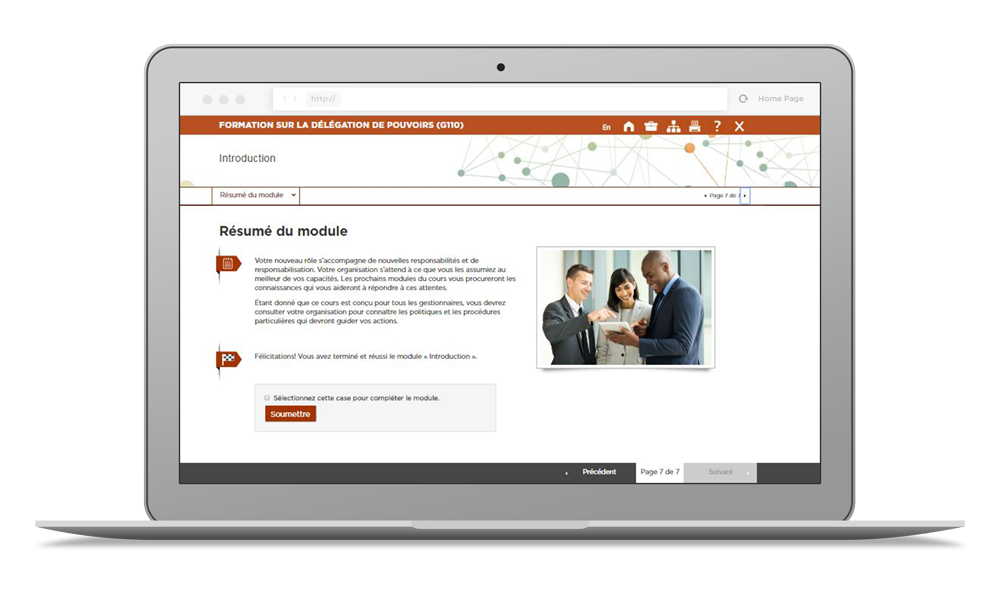 http://
Home Page
FORMATION SUR LA DÉLÉGATION DE POUVOIRS (G110)
En
?
X
Introduction
Résumé du module
Page 7 de 7
Résumé du module
Votre nouveau rôle s'accompagne de nouvelles responsabilités et de
responsabilisation. Votre organisation s'attend à ce que vous les assumiez au
meilleur de vos capacités. Les prochains modules du cours vous procureront les
connaissances qui vous aideront à répondre à ces attentes.
Étant donné que ce cours est conçu pour tous les gestionnaires, vous devrez
consulter votre organisation pour connaître les politiques et les procédures
particulières qui devront guider vos actions.
Félicitations! Vous avez terminé et réussi le module « Introduction ».
Sélectionnez cette case pour compléter le module.
Soumettre
Précédent
Page 7 de 7
Suivant